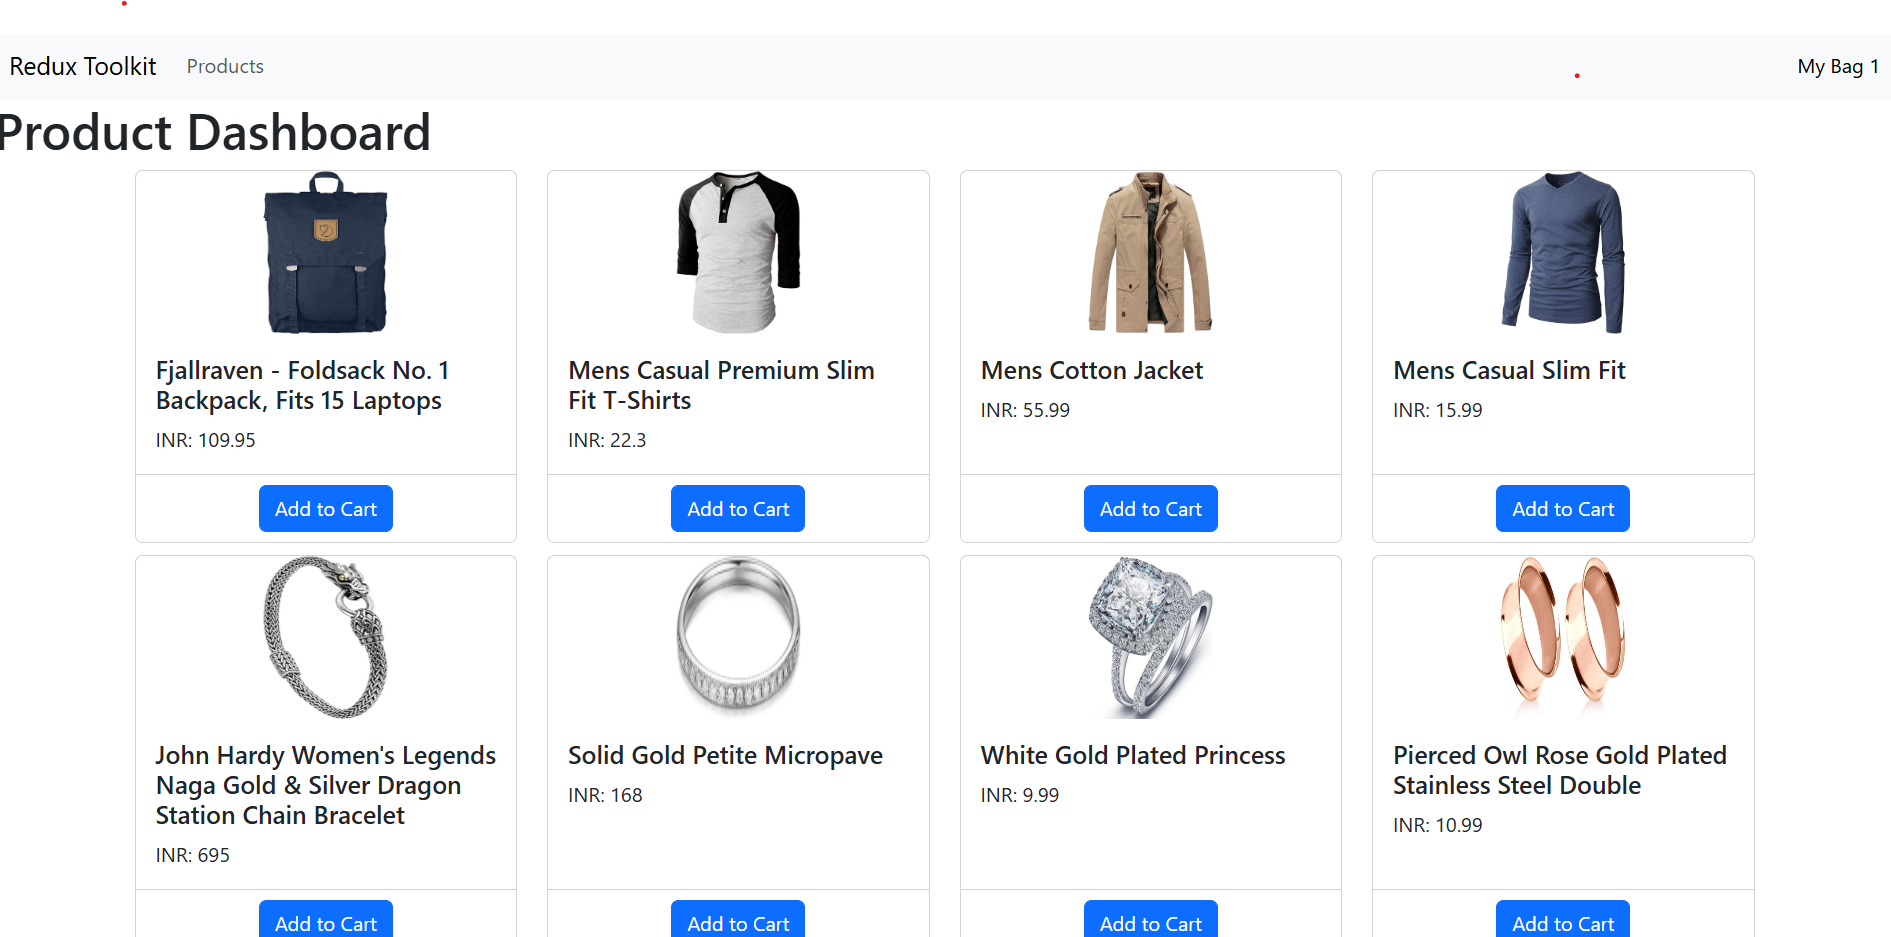 Redux Toolkit Products My Bag 1
Product Dashboard
Fjallraven - Foldsack No. 1
Backpack, Fits 15 Laptops
INR: 109.95
Add to Cart
Mens Casual Premium Slim
Fit T-Shirts
INR: 22.3
Add to Cart
Mens Cotton Jacket
INR: 55.99
Add to Cart
Mens Casual Slim Fit
INR: 15.99
Add to Cart
John Hardy Women's Legends
Naga Gold & Silver Dragon
Station Chain Bracelet
INR: 695
Add to Cart
Solid Gold Petite Micropave
INR: 168
Add to Cart
White Gold Plated Princess
INR: 9.99
Add to Cart
Pierced Owl Rose Gold Plated
Stainless Steel Double
INR: 10.99
Add to Cart